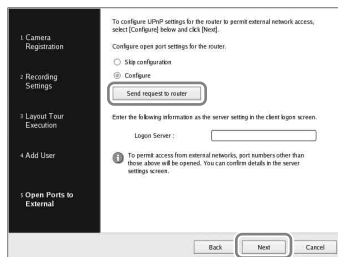 1 Camera
Registration
2 Recording
Settings
3 Layout Tour
Execution
4 Add User
5 Open Ports to
External
To configure UPnP settings for the router to permit external network access,
select [Configure] below and click [Next].
Configure open port settings for the router.
Skip configuration
Configure
Send request to router
Enter the following information as the server setting in the client logon screen.
Logon Server :
To permit access from external networks, port numbers other than
those above will be opened. You can confirm details in the server
settings screen.
Back
Next
Cancel